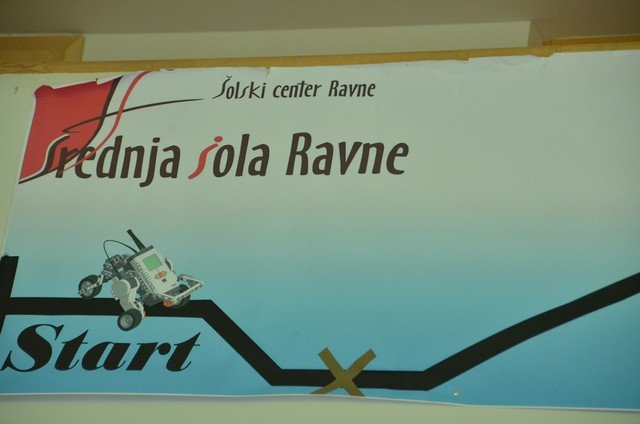 Šolski center Ravne
Srednja šola Ravne
Start